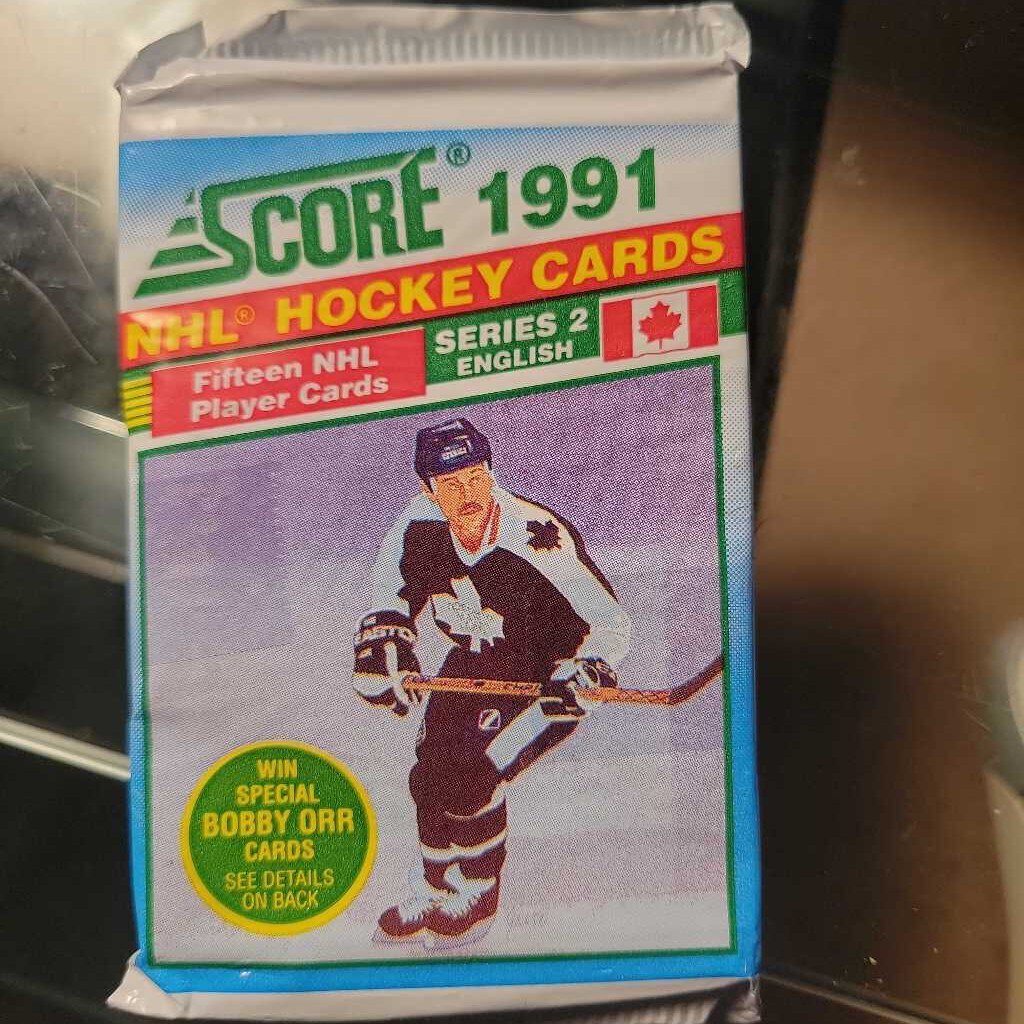 SCORE® 1991
NHL® HOCKEY CARDS
Fifteen NHL
Player Cards
SERIES 2
ENGLISH
EASTON
WIN
SPECIAL
BOBBY ORR
CARDS
SEE DETAILS
ON BACK